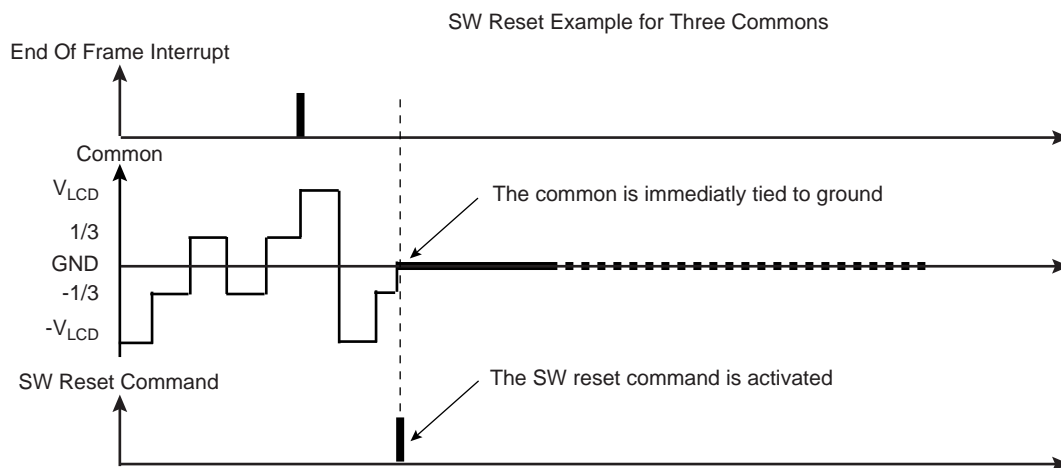 SW Reset Example for Three Commons
End Of Frame Interrupt
Common
VLCD
The common is immediatly tied to ground
1/3
GND
-1/3
-VLCD
SW Reset Command
The SW reset command is activated